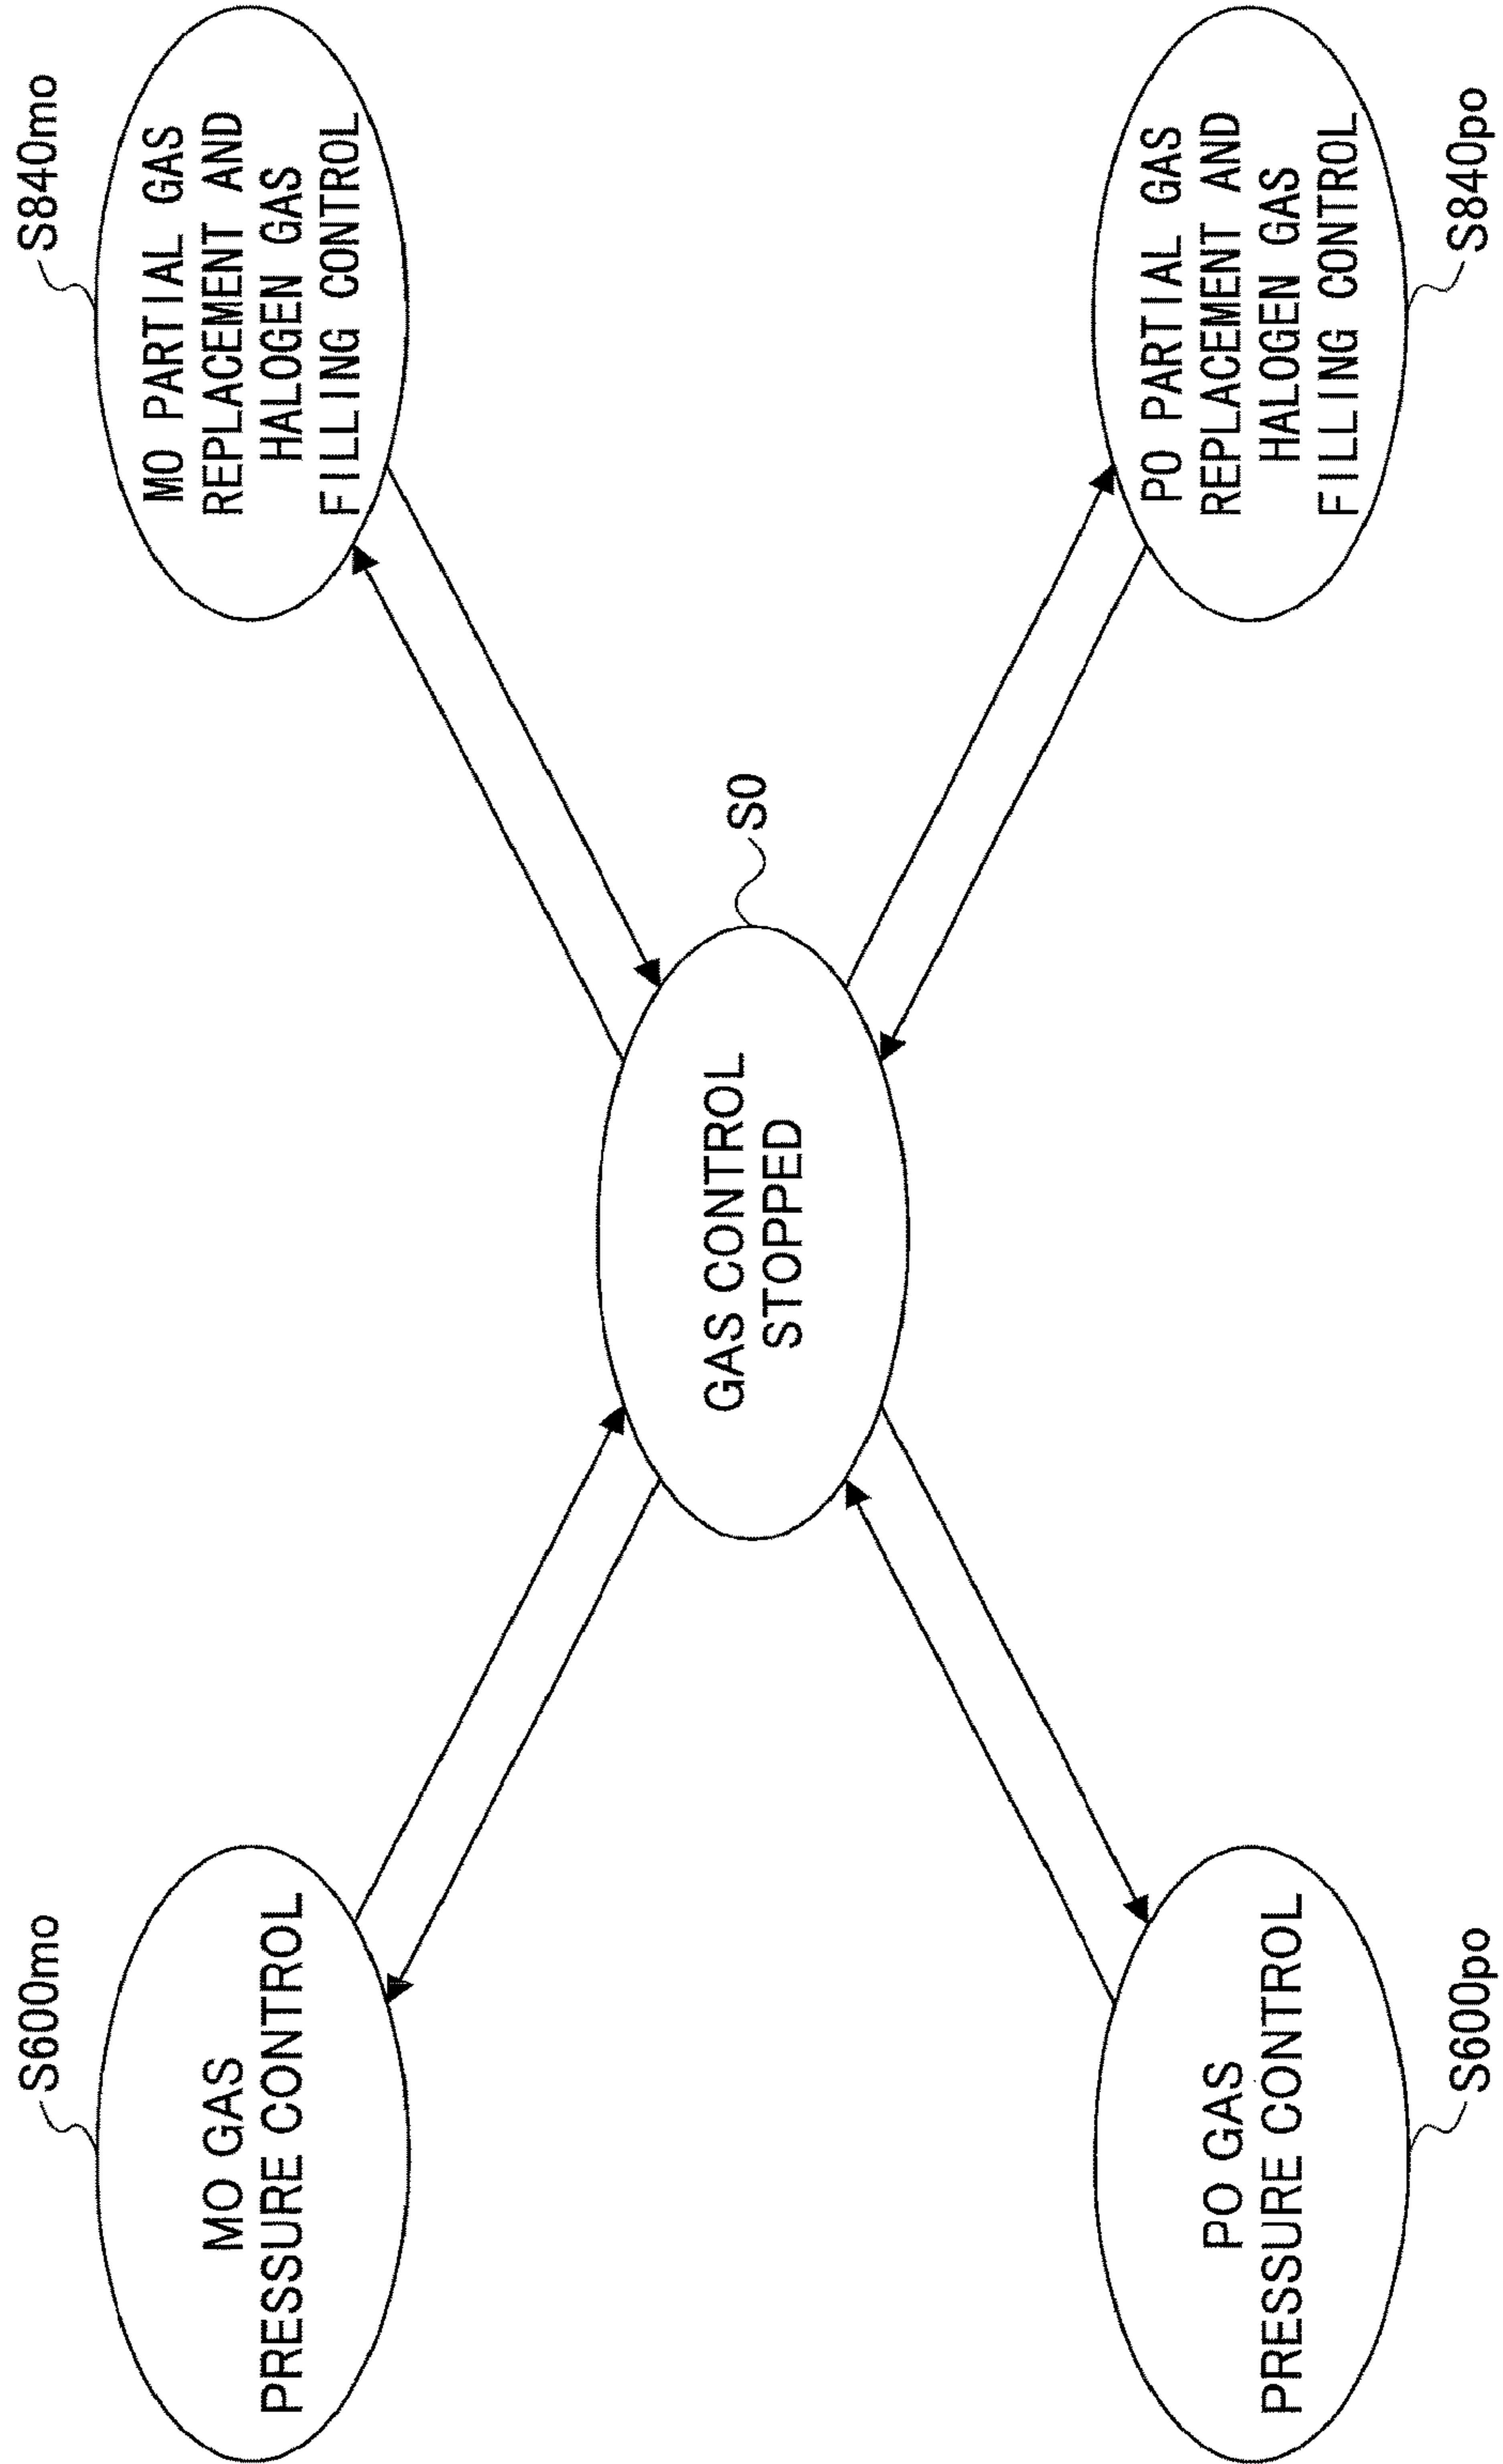 S600mo
MO GAS
PRESSURE CONTROL
S840mo
MO PARTIAL GAS
REPLACEMENT AND
HALOGEN GAS
FILLING CONTROL
S0
GAS CONTROL
STOPPED
PO GAS
PRESSURE CONTROL
S600po
PO PARTIAL GAS
REPLACEMENT AND
HALOGEN GAS
FILLING CONTROL
S840po